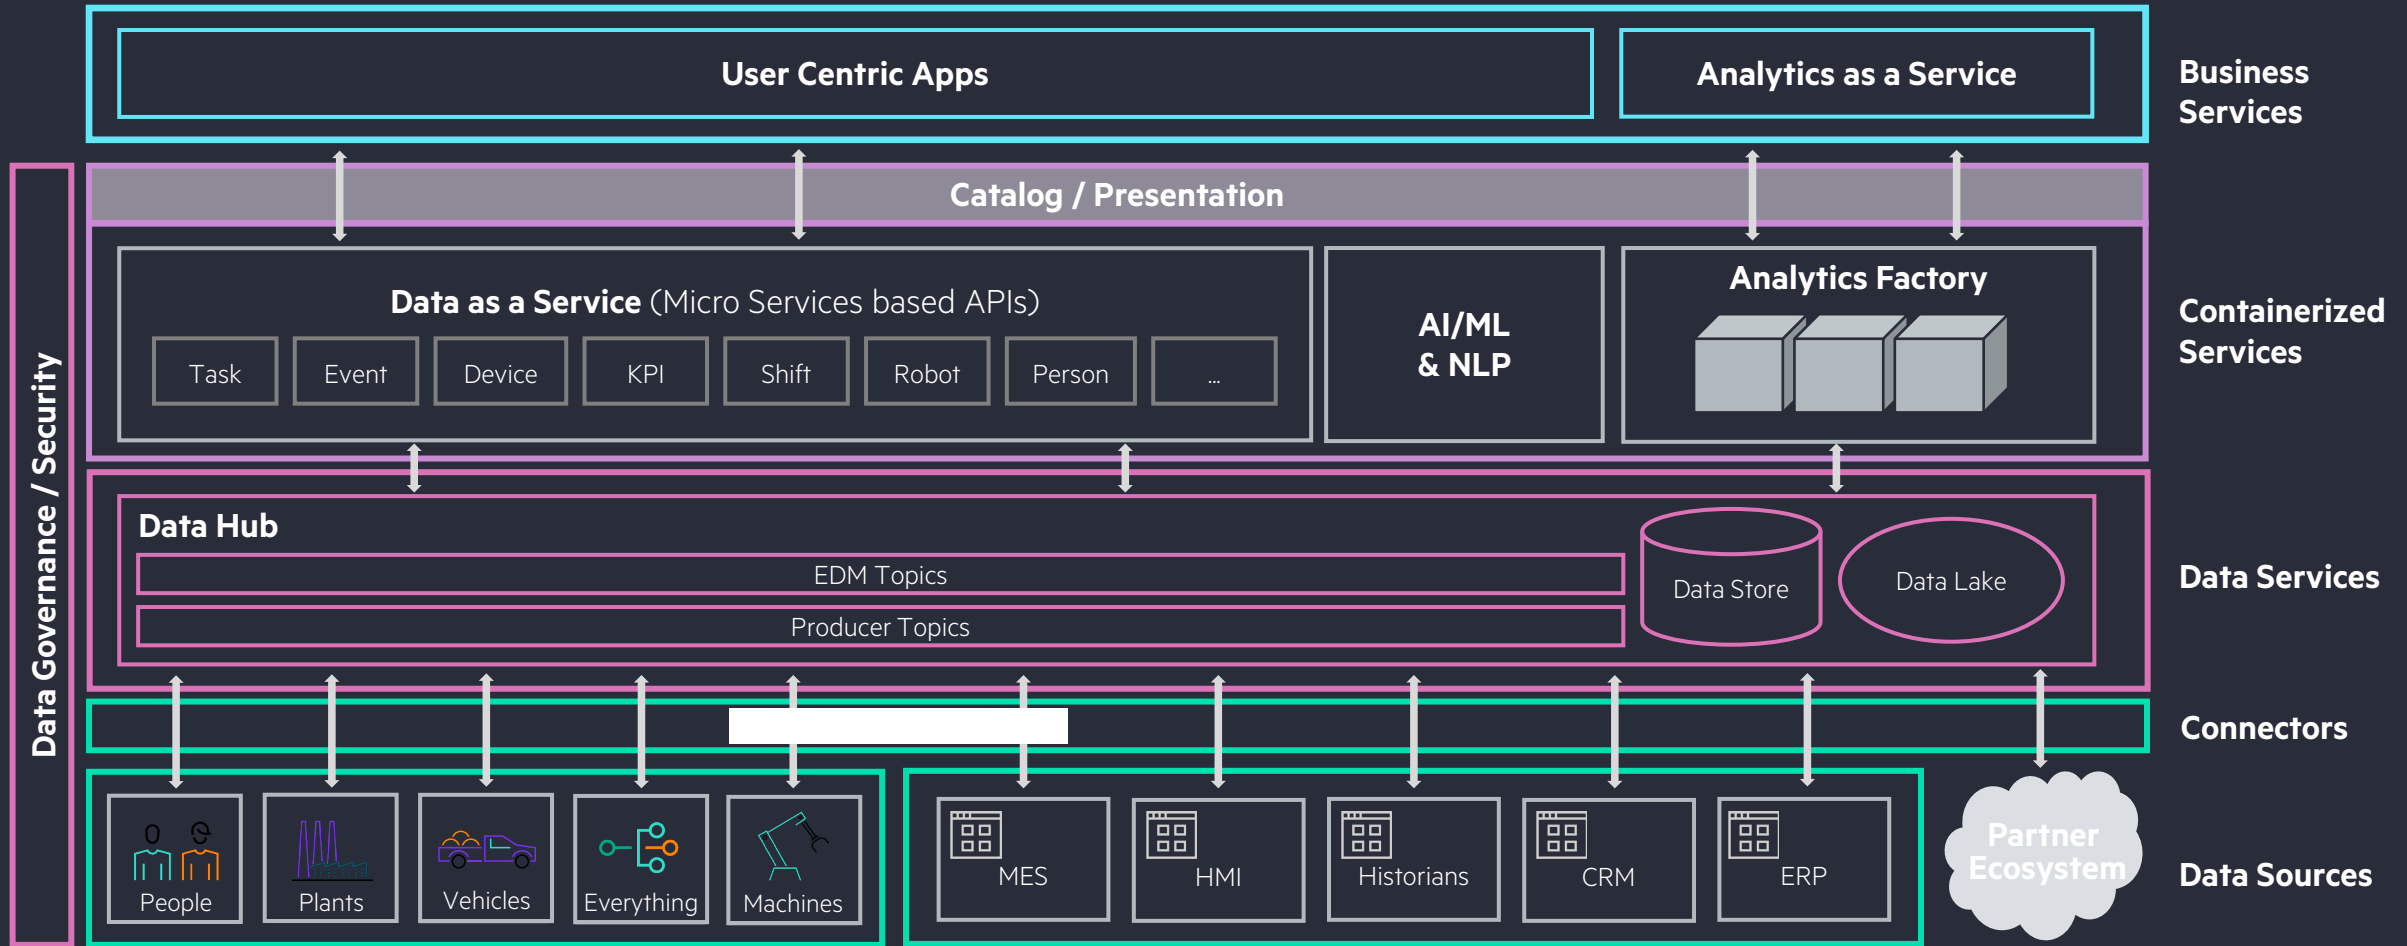 User Centric Apps
Analytics as a Service
Business
Services
Data Governance / Security
Catalog / Presentation
Data as a Service (Micro Services based APIs)
Task
Event
Device
KPI
Shift
Robot
Person
...
AI/ML
& NLP
Analytics Factory
Containerized
Services
Data Hub
EDM Topics
Producer Topics
Data Store
Data Lake
Data Services
Connectors
People
Plants
Vehicles
Everything
Machines
MES
HMI
Historians
CRM
ERP
Partner
Ecosystem
Data Sources